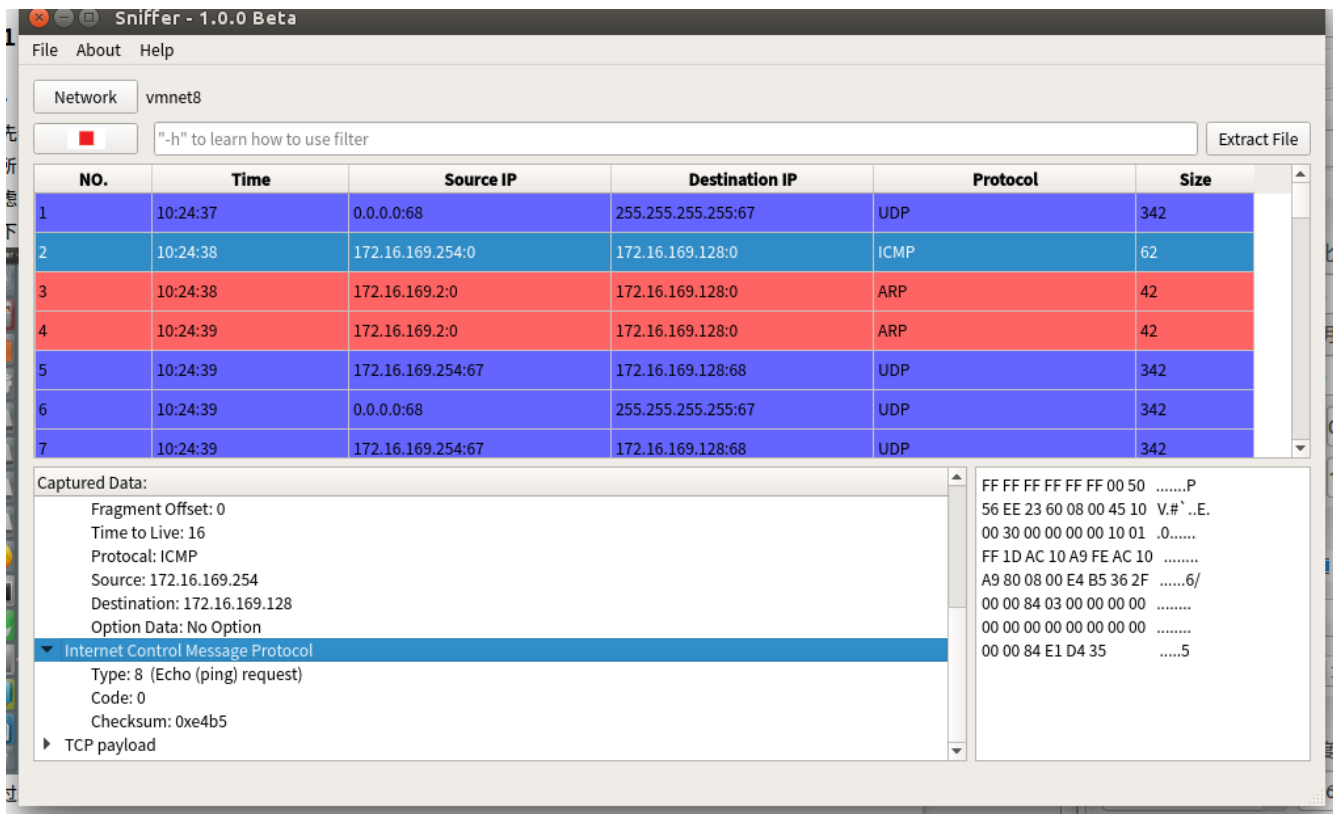 Sniffer - 1.0.0 Beta
File About Help
Network vmnet8
"-h" to learn how to use filter Extract File
NO. Time Source IP Destination IP Protocol Size
1 10:24:37 0.0.0.0:68 255.255.255.255:67 UDP 342
2 10:24:38 172.16.169.254:0 172.16.169.128:0 ICMP 62
3 10:24:38 172.16.169.2:0 172.16.169.128:0 ARP 42
4 10:24:39 172.16.169.2:0 172.16.169.128:0 ARP 42
5 10:24:39 172.16.169.254:67 172.16.169.128:68 UDP 342
6 10:24:39 0.0.0.0:68 255.255.255.255:67 UDP 342
7 10:24:39 172.16.169.254:67 172.16.169.128:68 UDP 342
Captured Data:
Fragment Offset: 0
Time to Live: 16
Protocal: ICMP
Source: 172.16.169.254
Destination: 172.16.169.128
Option Data: No Option
Internet Control Message Protocol
Type: 8 (Echo (ping) request)
Code: 0
Checksum: 0xe4b5
TCP payload
FF FF FF FF FF FF 00 50 .......P
56 EE 23 60 08 00 45 10 V.#`..E.
00 30 00 00 00 00 10 01 .0......
FF 1D AC 10 A9 FE AC 10 ........
A9 80 08 00 E4 B5 36 2F ......6/
00 00 84 03 00 00 00 00 ........
00 00 00 00 00 00 00 00 ........
00 00 84 E1 D4 35 .....5